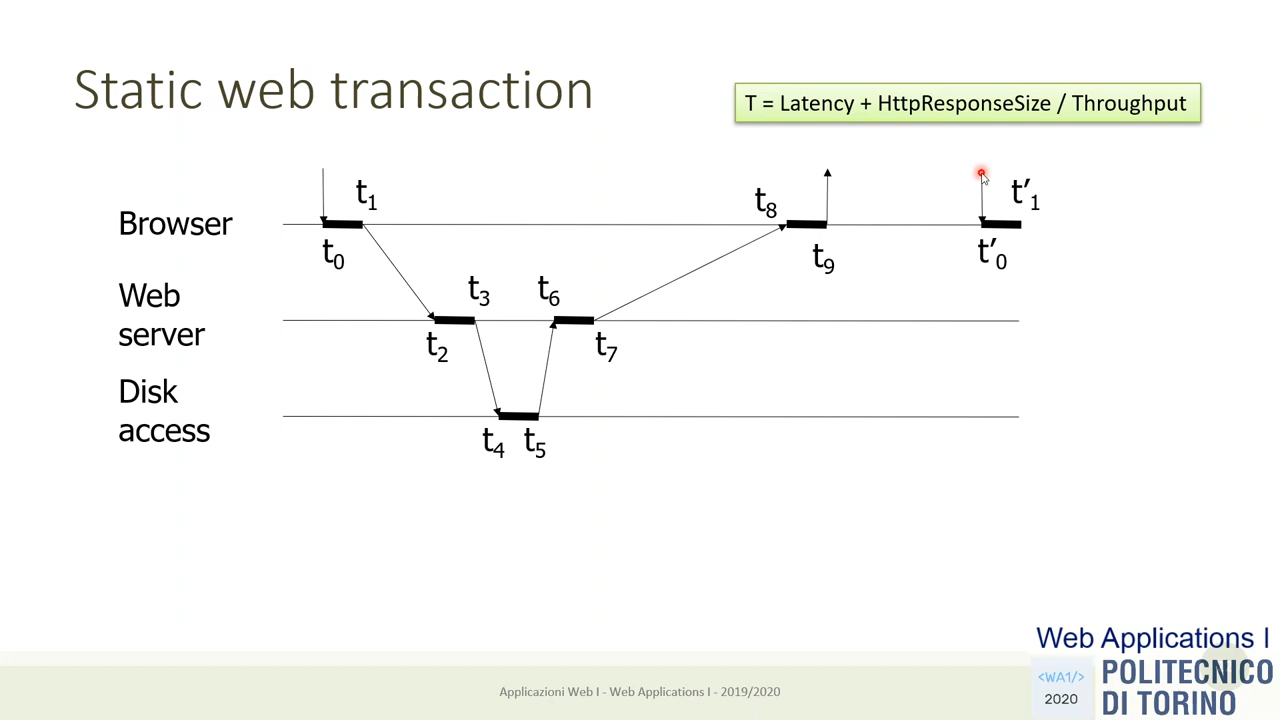 Static web transaction
T = Latency + HttpResponseSize / Throughput
t1
t8
t'1
Browser
t0
t9
t'0
t3
t6
Web
server
t2
t7
Disk
access
t4
t5
Web Applications I
<WA1/>
2020
POLITECNICO
DI TORINO
Applicazioni Web I - Web Applications I - 2019/2020